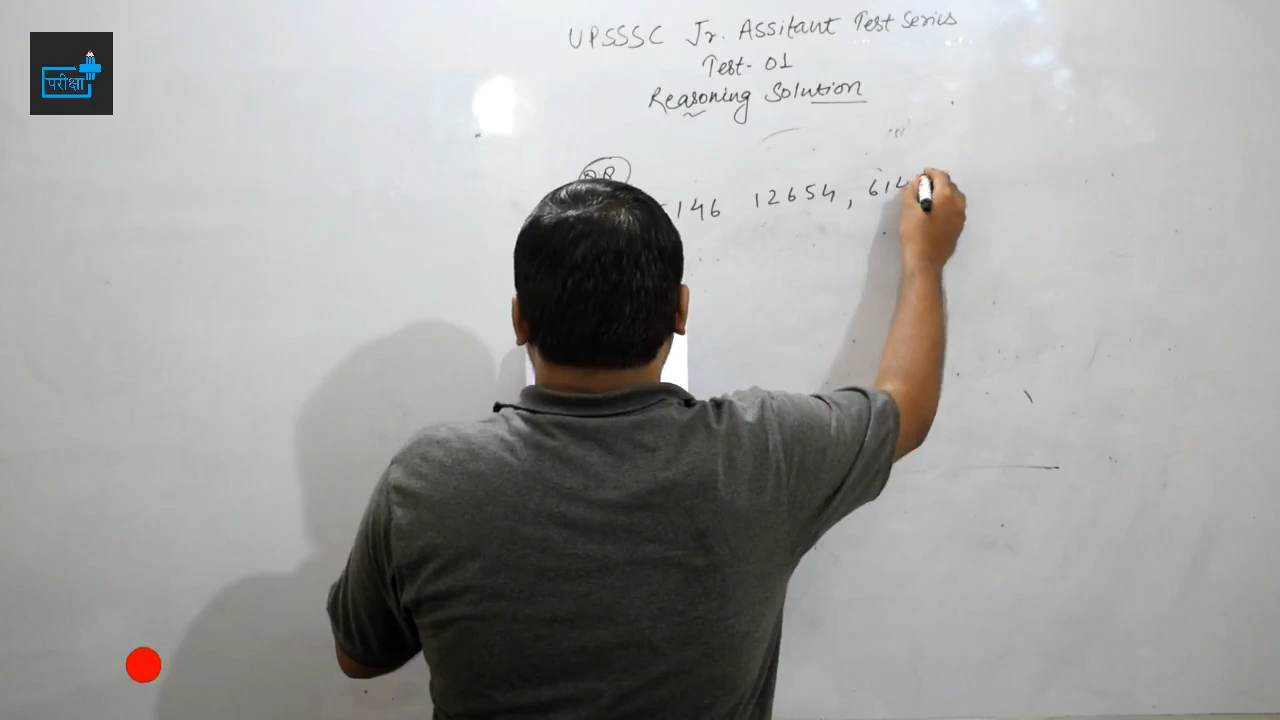 परीक्षा
UPSSSC Jr. Assitant Test Series
Test- 01
Reasoning Solution
146 12654, 614